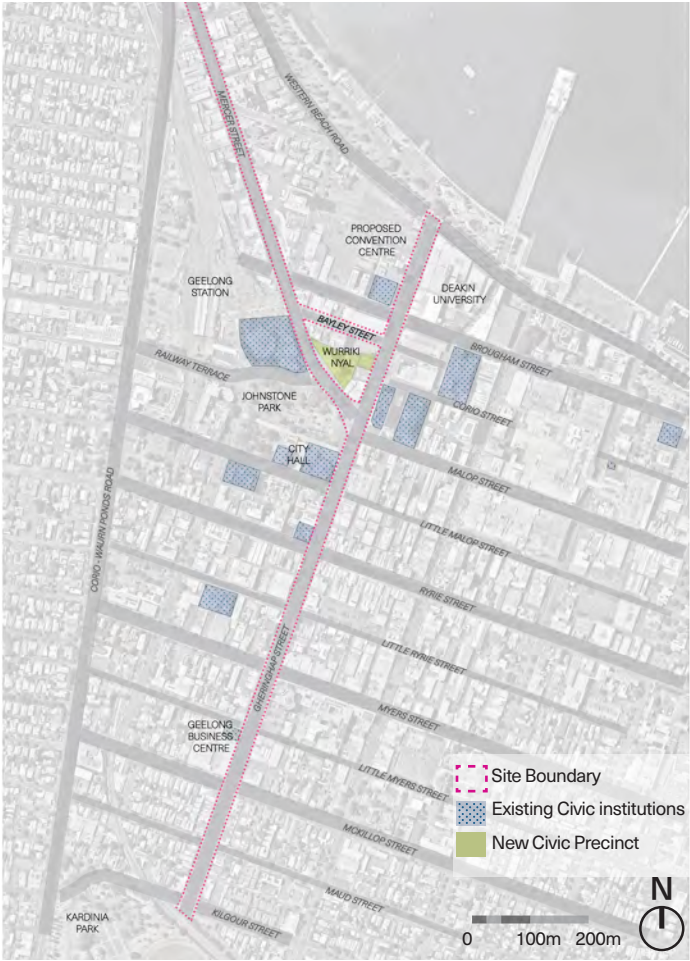 MERCER STREET
WESTERN BEACH ROAD
PROPOSED
CONVENTION
CENTRE
GEELONG
STATION
DEAKIN
UNIVERSITY
BAYLEY STEET
BROUGHAM STREET
WURRIKI
NYAL
RAILWAY TERRACE
JOHNSTONE
PARK
CORIO STREET
CITY
HALL
MALOP STREET
CORIO - WAURN PONDS ROAD
LITTLE MALOP STREET
RYRIE STREET
GHERINGHAP STREET
LITTLE RYRIE STREET
MYERS STREET
GEELONG
BUSINESS
CENTRE
LITTLE MYERS STREET
MCKILLOP STREET
MAUD STREET
KARDINIA
PARK
KILGOUR STREET
Site Boundary
Existing Civic institutions
New Civic Precinct
N
0 100m 200m